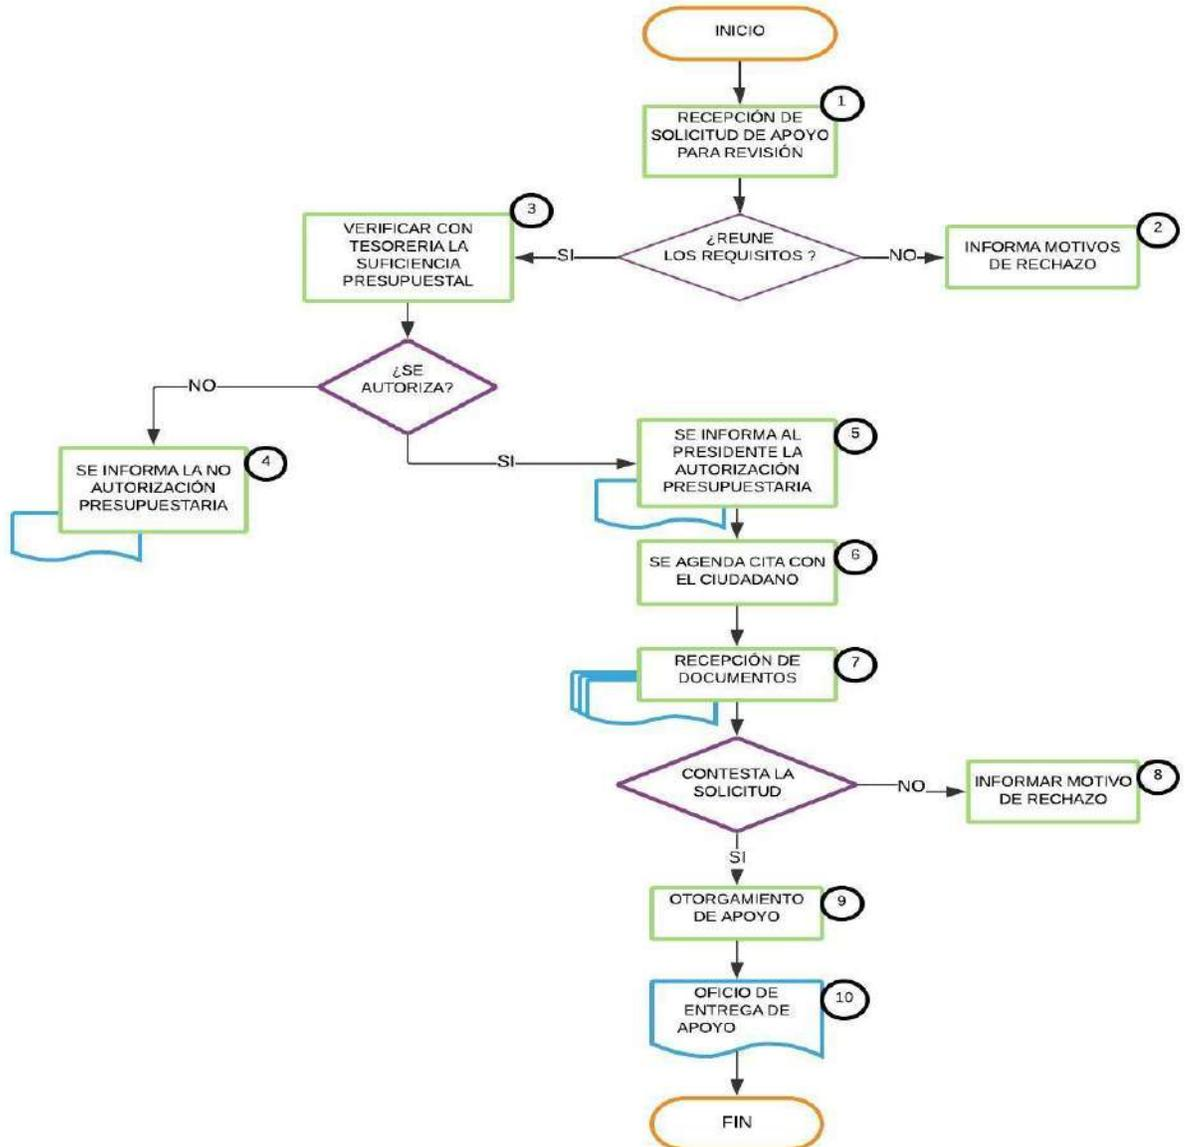 INICIO
1
RECEPCIÓN DE
SOLICITUD DE APOYO
PARA REVISIÓN
3
VERIFICAR CON
TESORERIA LA
SUFICIENCIA
PRESUPUESTAL
SI
¿REUNE
LOS REQUISITOS ?
NO
2
INFORMA MOTIVOS
DE RECHAZO
¿SE
AUTORIZA?
NO
4
SE INFORMA LA NO
AUTORIZACIÓN
PRESUPUESTARIA
SI
5
SE INFORMA AL
PRESIDENTE LA
AUTORIZACIÓN
PRESUPUESTARIA
6
SE AGENDA CITA CON
EL CIUDADANO
7
RECEPCIÓN DE
DOCUMENTOS
CONTESTA LA
SOLICITUD
NO
8
INFORMAR MOTIVO
DE RECHAZO
SI
9
OTORGAMIENTO
DE APOYO
10
OFICIO DE
ENTREGA DE
APOYO
FIN